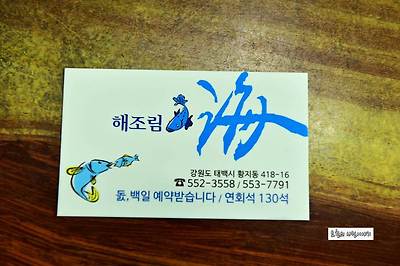 해조림 海
강원도 태백시 황지동 418-16
☎552-3558 / 553-7791
돐, 백일 예약받습니다 / 연회석 130석